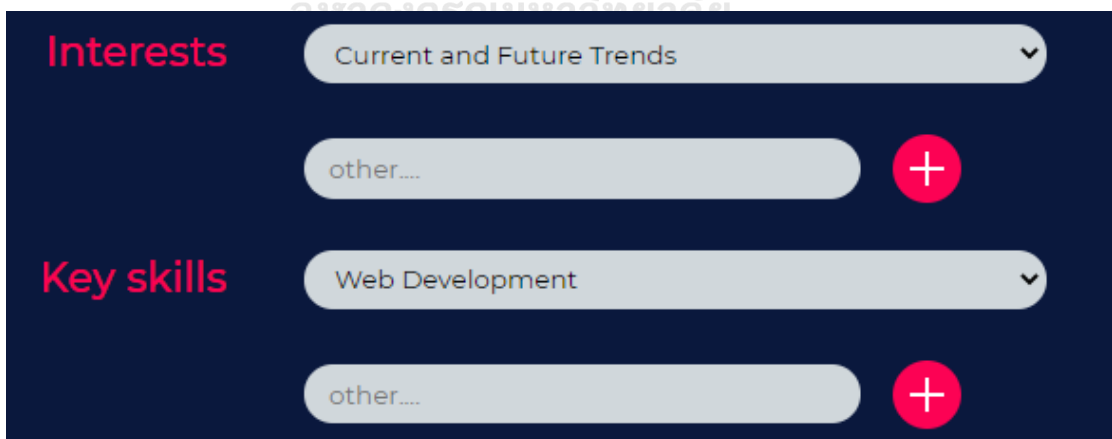 Interests
Current and Future Trends
other....
Key skills
Web Development
other....